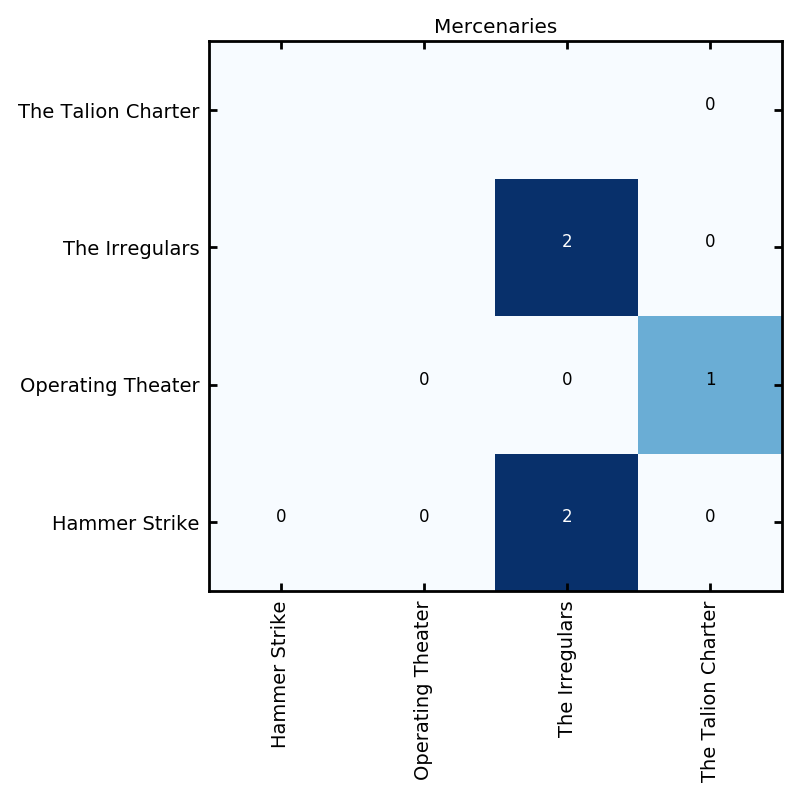 Mercenaries
The Talion Charter
0
The Irregulars
2 0
Operating Theater
0 0 1
Hammer Strike
0 0 2 0
Hammer Strike
Operating Theater
The Irregulars
The Talion Charter